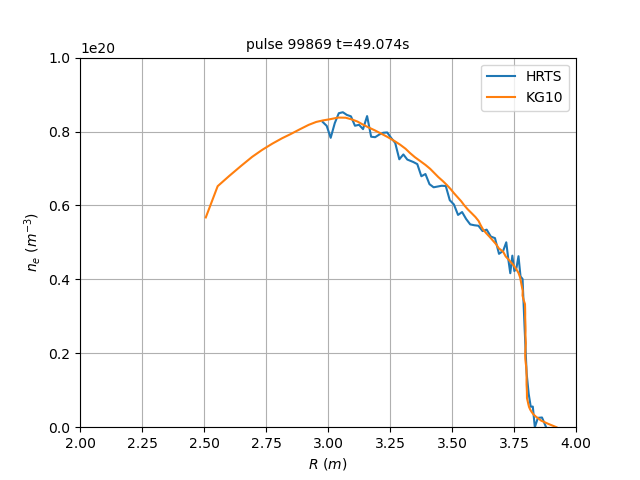 pulse 99869 t=49.074s
1e20
1.0
0.8
0.6
0.4
0.2
0.0
n_e (m^{-3})
HRTS
KG10
2.00 2.25 2.50 2.75 3.00 3.25 3.50 3.75 4.00
R (m)